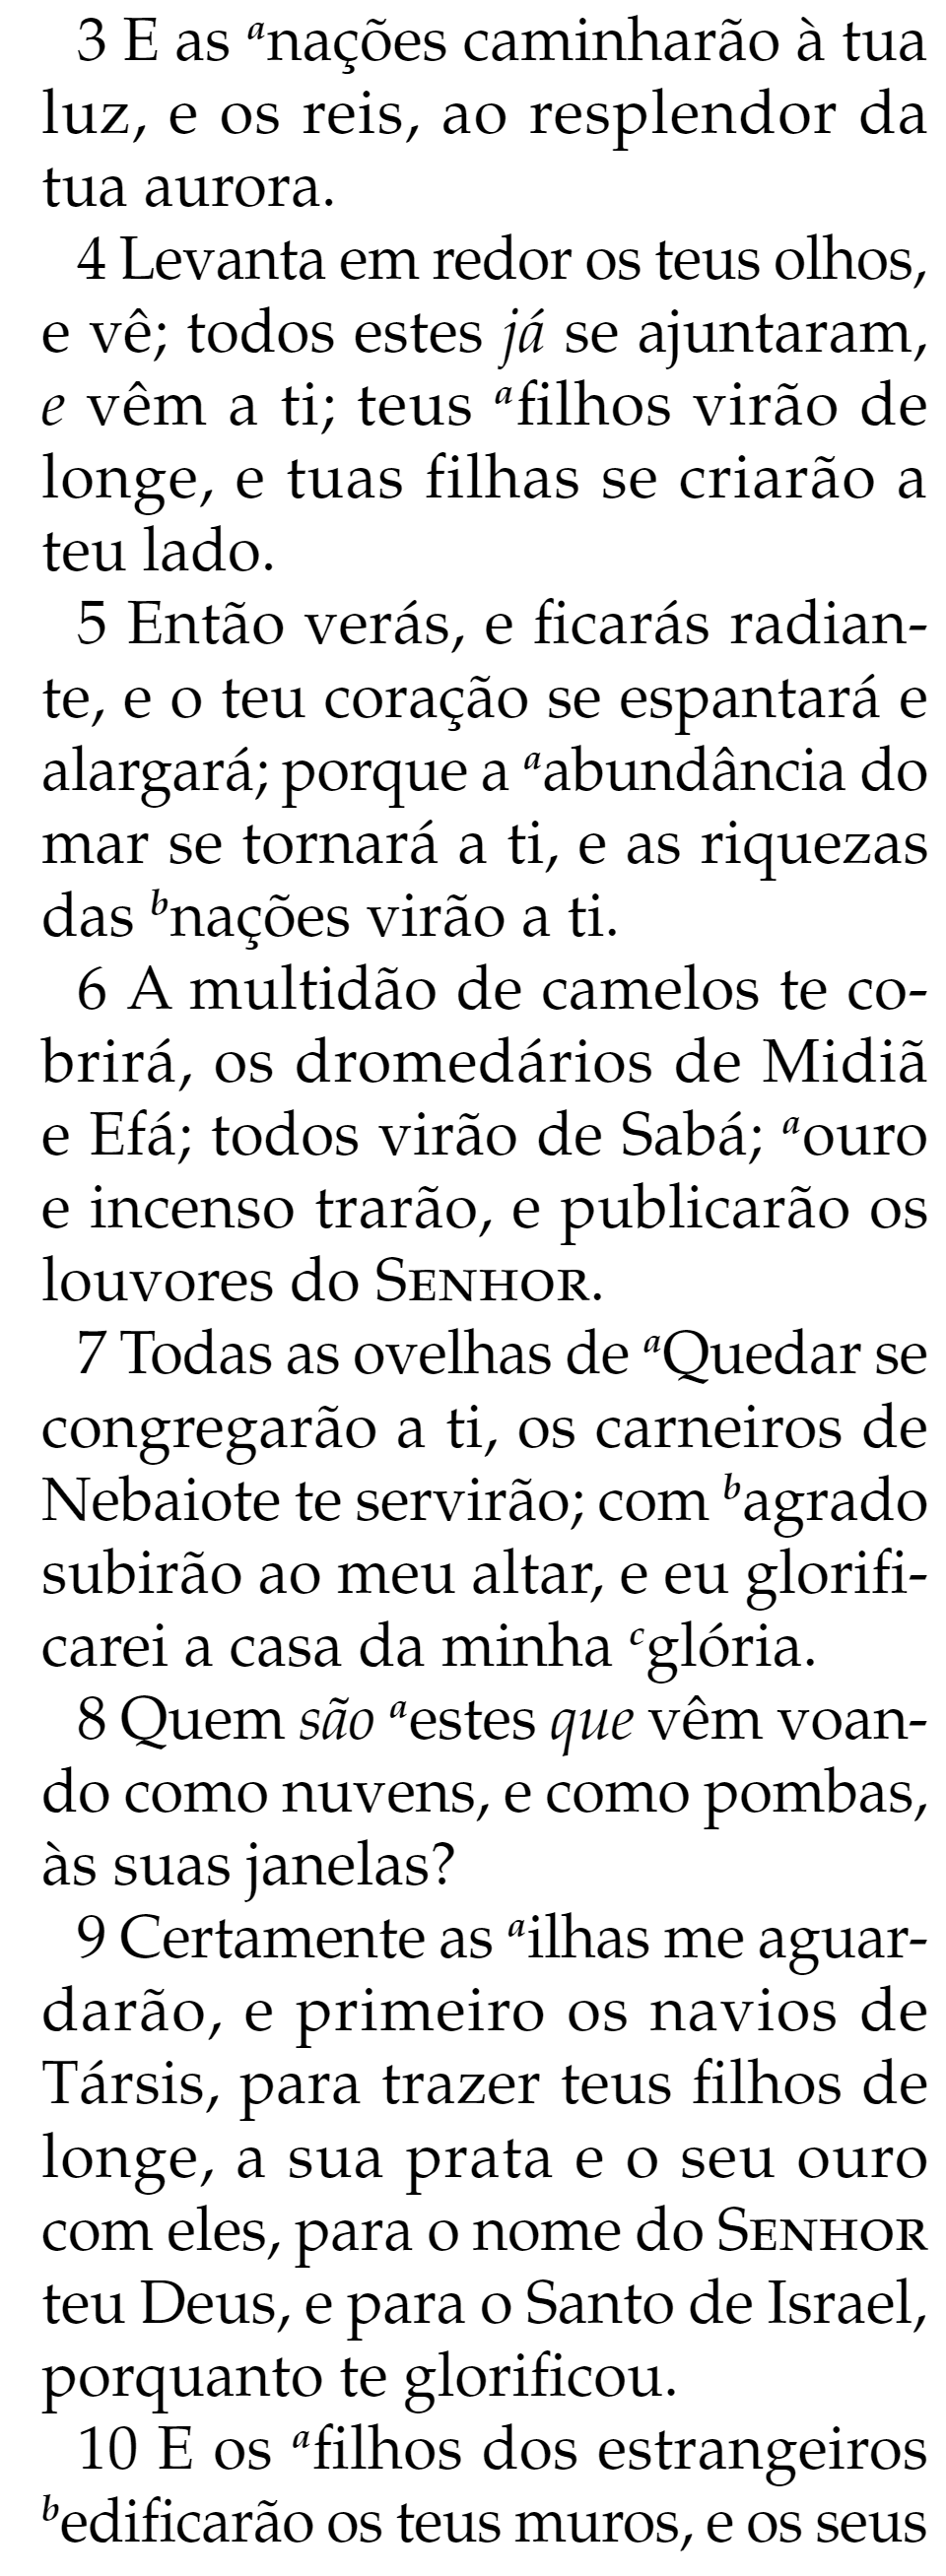 3 E as ᵃnações caminharão à tua
luz, e os reis, ao resplendor da
tua aurora.
4 Levanta em redor os teus olhos,
e vê; todos estes já se ajuntaram,
e vêm a ti; teus ᵃfilhos virão de
longe, e tuas filhas se criarão a
teu lado.
5 Então verás, e ficarás radian-
te, e o teu coração se espantará e
alargará; porque a ᵃabundância do
mar se tornará a ti, e as riquezas
das ᵇnações virão a ti.
6 A multidão de camelos te co-
brirá, os dromedários de Midiã
e Efá; todos virão de Sabá; ᵃouro
e incenso trarão, e publicarão os
louvores do SENHOR.
7 Todas as ovelhas de ᵃQuedar se
congregarão a ti, os carneiros de
Nebaiote te servirão; com ᵇagrado
subirão ao meu altar, e eu glorifi-
carei a casa da minha ᶜglória.
8 Quem são ᵃestes que vêm voan-
do como nuvens, e como pombas,
às suas janelas?
9 Certamente as ᵃilhas me aguar-
darão, e primeiro os navios de
Társis, para trazer teus filhos de
longe, a sua prata e o seu ouro
com eles, para o nome do SENHOR
teu Deus, e para o Santo de Israel,
porquanto te glorificou.
10 E os ᵃfilhos dos estrangeiros
ᵇedificarão os teus muros, e os seus